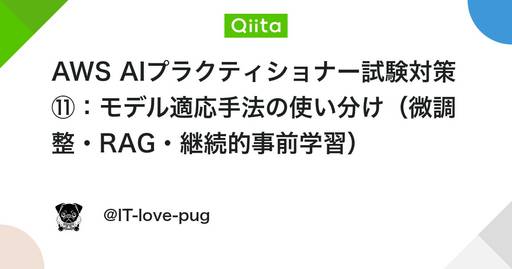 Qiita
AWS AIプラクティショナー試験対策
⑪：モデル適応手法の使い分け（微調
整・RAG・継続的事前学習）
@IT-love-pug